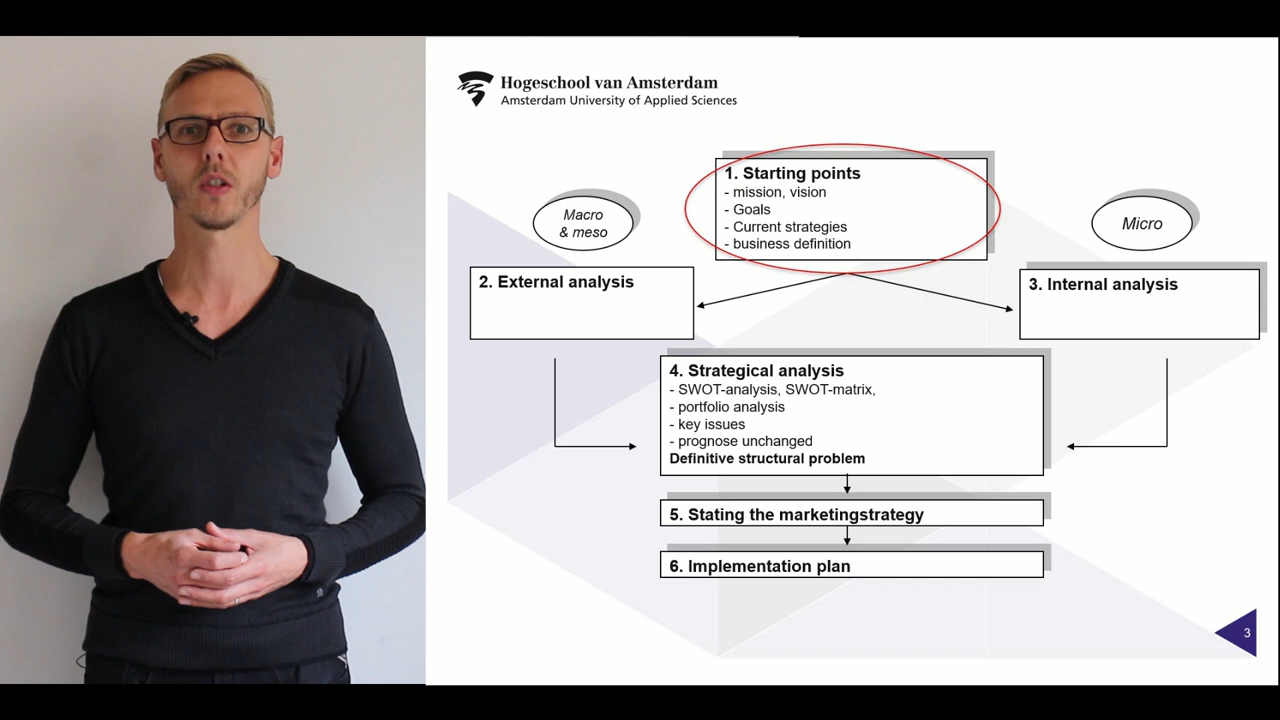 Hogeschool van Amsterdam
Amsterdam University of Applied Sciences
1. Starting points
- mission, vision
- Goals
- Current strategies
- business definition
Macro
& meso
Micro
2. External analysis
3. Internal analysis
4. Strategical analysis
- SWOT-analysis, SWOT-matrix,
- portfolio analysis
- key issues
- prognose unchanged
Definitive structural problem
5. Stating the marketingstrategy
6. Implementation plan
3